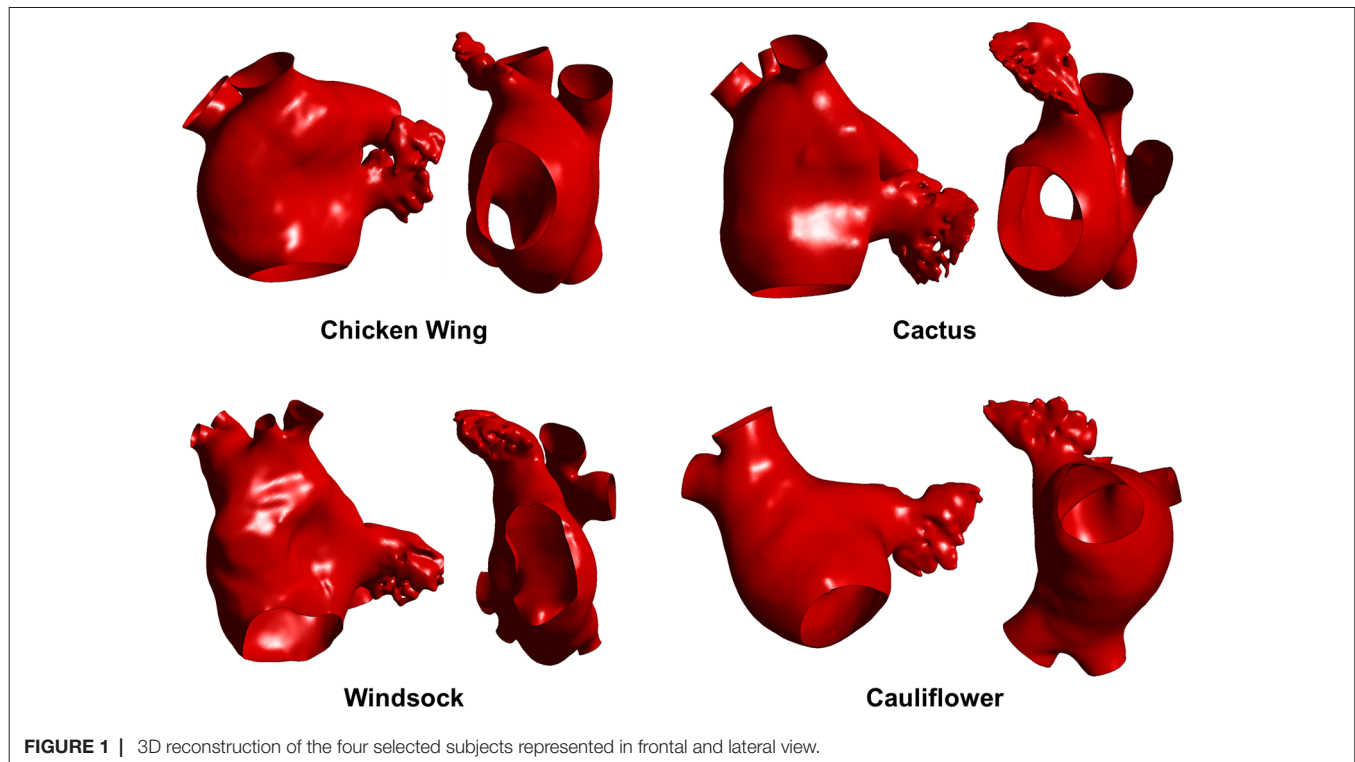 Chicken Wing
Cactus
Windsock
Cauliflower
FIGURE 1 | 3D reconstruction of the four selected subjects represented in frontal and lateral view.